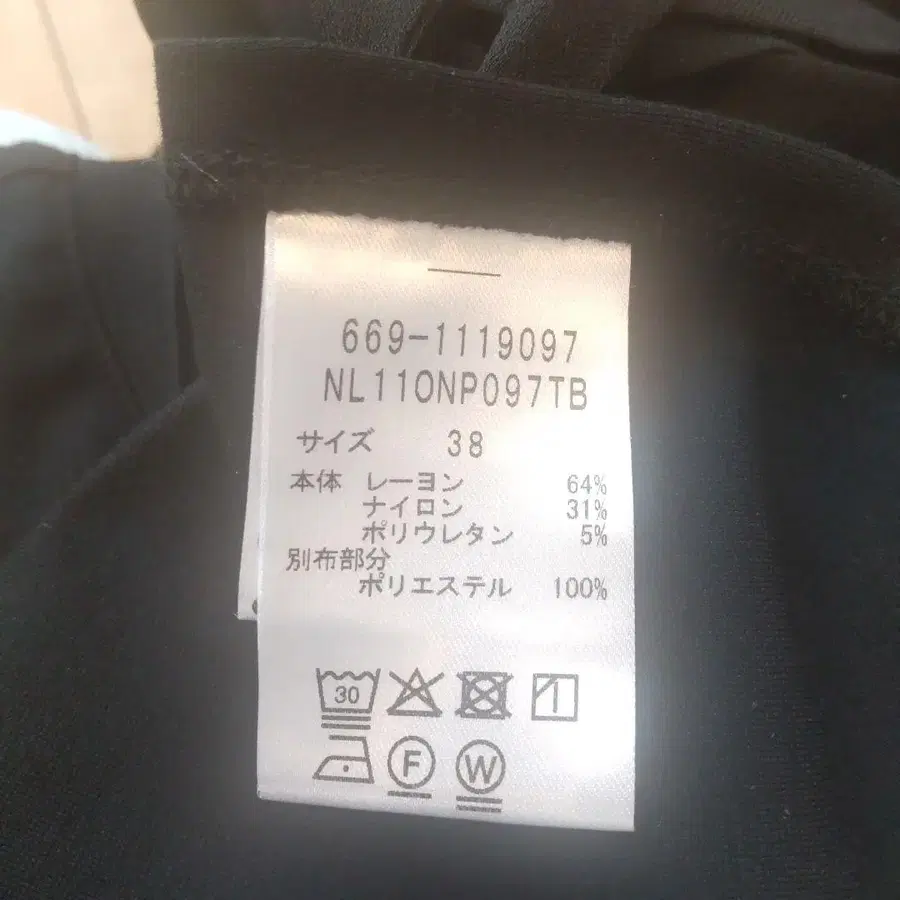 669-1119097
NL110NP097TB
サイズ 38
本体 レーヨン 64%
ナイロン 31%
ポリウレタン 5%
別布部分
ポリエステル 100%
30
F W